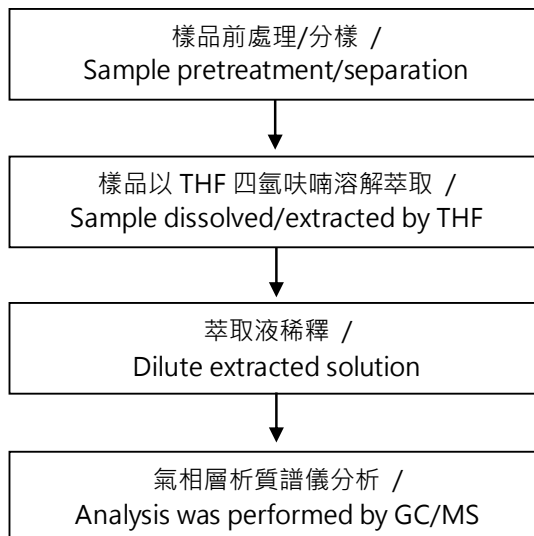 樣品前處理/分樣 /
Sample pretreatment/separation
樣品以 THF 四氫呋喃溶解萃取 /
Sample dissolved/extracted by THF
萃取液稀釋 /
Dilute extracted solution
氣相層析質譜儀分析 /
Analysis was performed by GC/MS